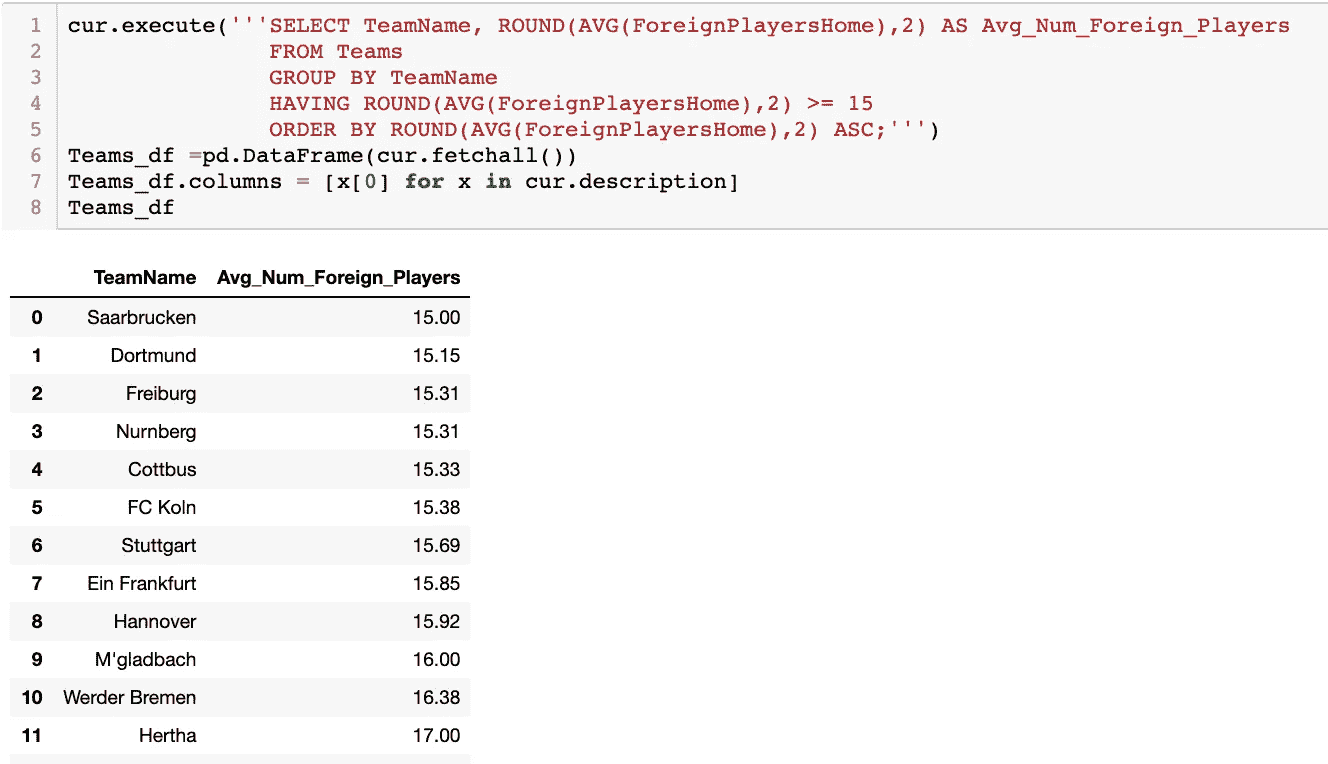 1 cur.execute('''SELECT TeamName, ROUND(AVG(ForeignPlayersHome),2) AS Avg_Num_Foreign_Players
2 FROM Teams
3 GROUP BY TeamName
4 HAVING ROUND(AVG(ForeignPlayersHome),2) >= 15
5 ORDER BY ROUND(AVG(ForeignPlayersHome),2) ASC;''')
6 Teams_df =pd.DataFrame(cur.fetchall())
7 Teams_df.columns = [x[0] for x in cur.description]
8 Teams_df
TeamName Avg_Num_Foreign_Players
0 Saarbrucken 15.00
1 Dortmund 15.15
2 Freiburg 15.31
3 Nurnberg 15.31
4 Cottbus 15.33
5 FC Koln 15.38
6 Stuttgart 15.69
7 Ein Frankfurt 15.85
8 Hannover 15.92
9 M'gladbach 16.00
10 Werder Bremen 16.38
11 Hertha 17.00